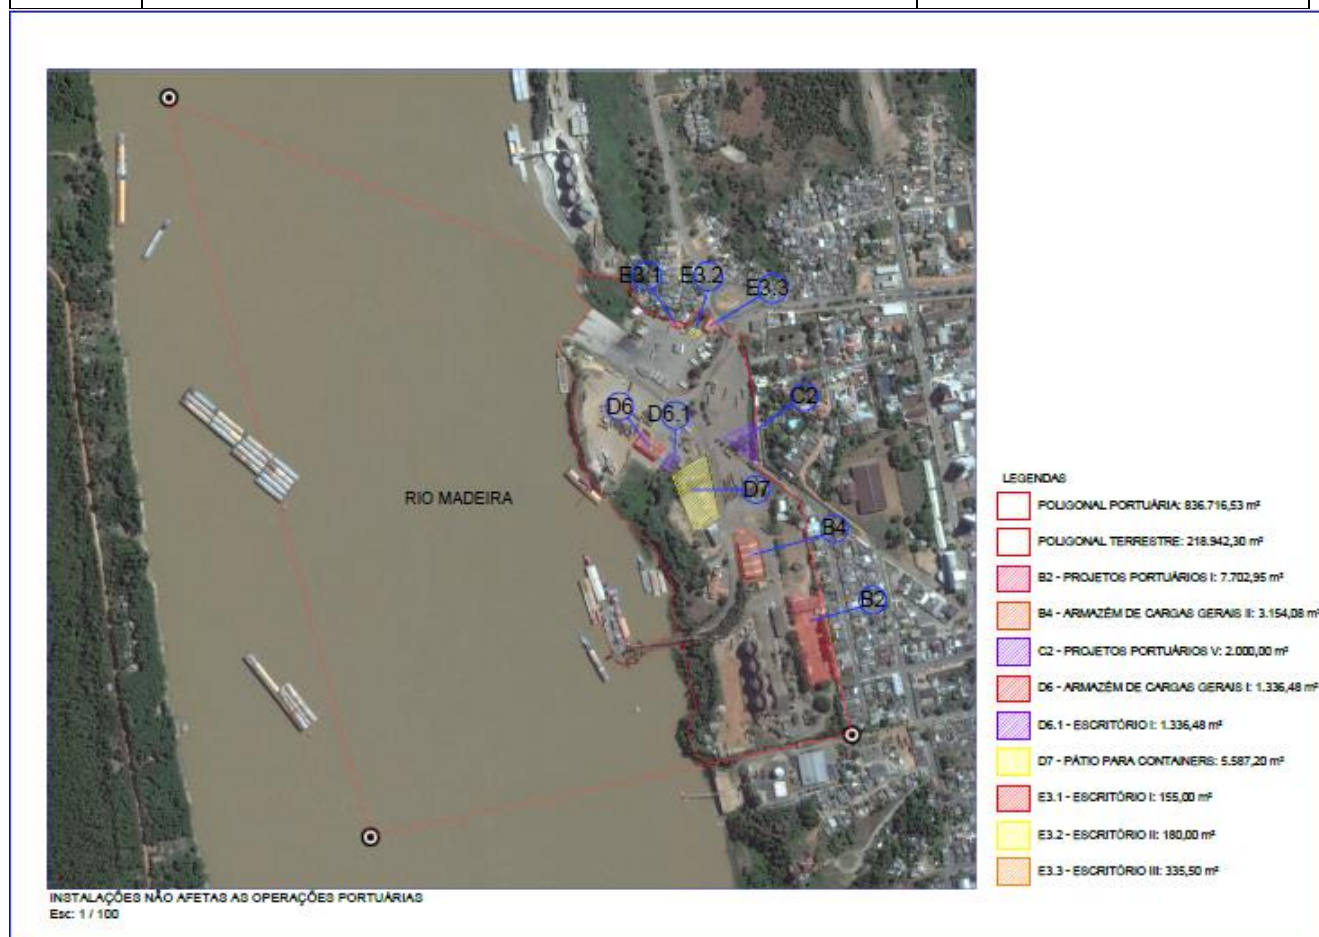 E3.1
E3.2
E3.3
C2
D6
D6.1
RIO MADEIRA
D7
B4
B2
LEGENDAS
POLIGONAL PORTUÁRIA: 836.716,53 m²
POLIGONAL TERRESTRE: 218.942,30 m²
B2 - PROJETOS PORTUÁRIOS I: 7.702,95 m²
B4 - ARMAZÉM DE CARGAS GERAIS II: 3.154,08 m²
C2 - PROJETOS PORTUÁRIOS V: 2.000,00 m²
D6 - ARMAZÉM DE CARGAS GERAIS I: 1.336,48 m²
D6.1 - ESCRITÓRIO I: 1.336,48 m²
D7 - PÁTIO PARA CONTAINERS: 5.587,20 m²
E3.1 - ESCRITÓRIO I: 155,00 m²
E3.2 - ESCRITÓRIO II: 180,00 m²
E3.3 - ESCRITÓRIO III: 335,50 m²
INSTALAÇÕES NÃO AFETAS AS OPERAÇÕES PORTUÁRIAS
Esc: 1 / 100